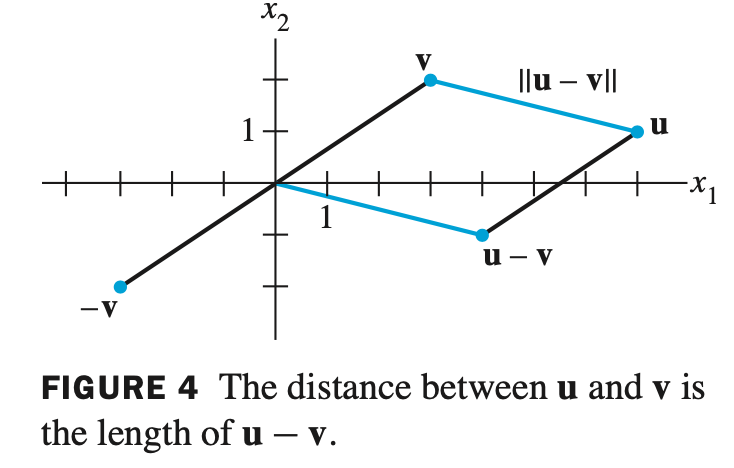 x₂
v
||u – v||
1
u
x₁
1
u – v
–v
FIGURE 4 The distance between u and v is
the length of u – v.